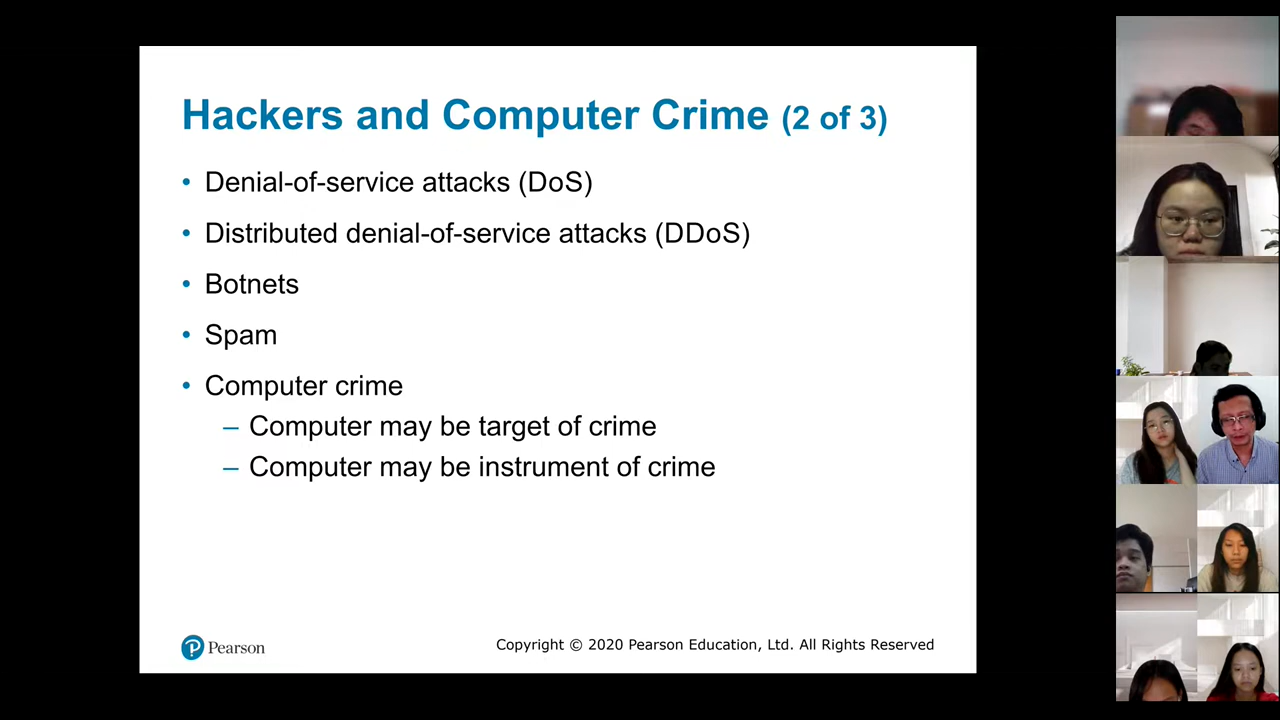 Hackers and Computer Crime (2 of 3)
• Denial-of-service attacks (DoS)
• Distributed denial-of-service attacks (DDoS)
• Botnets
• Spam
• Computer crime
– Computer may be target of crime
– Computer may be instrument of crime
P Pearson
Copyright © 2020 Pearson Education, Ltd. All Rights Reserved